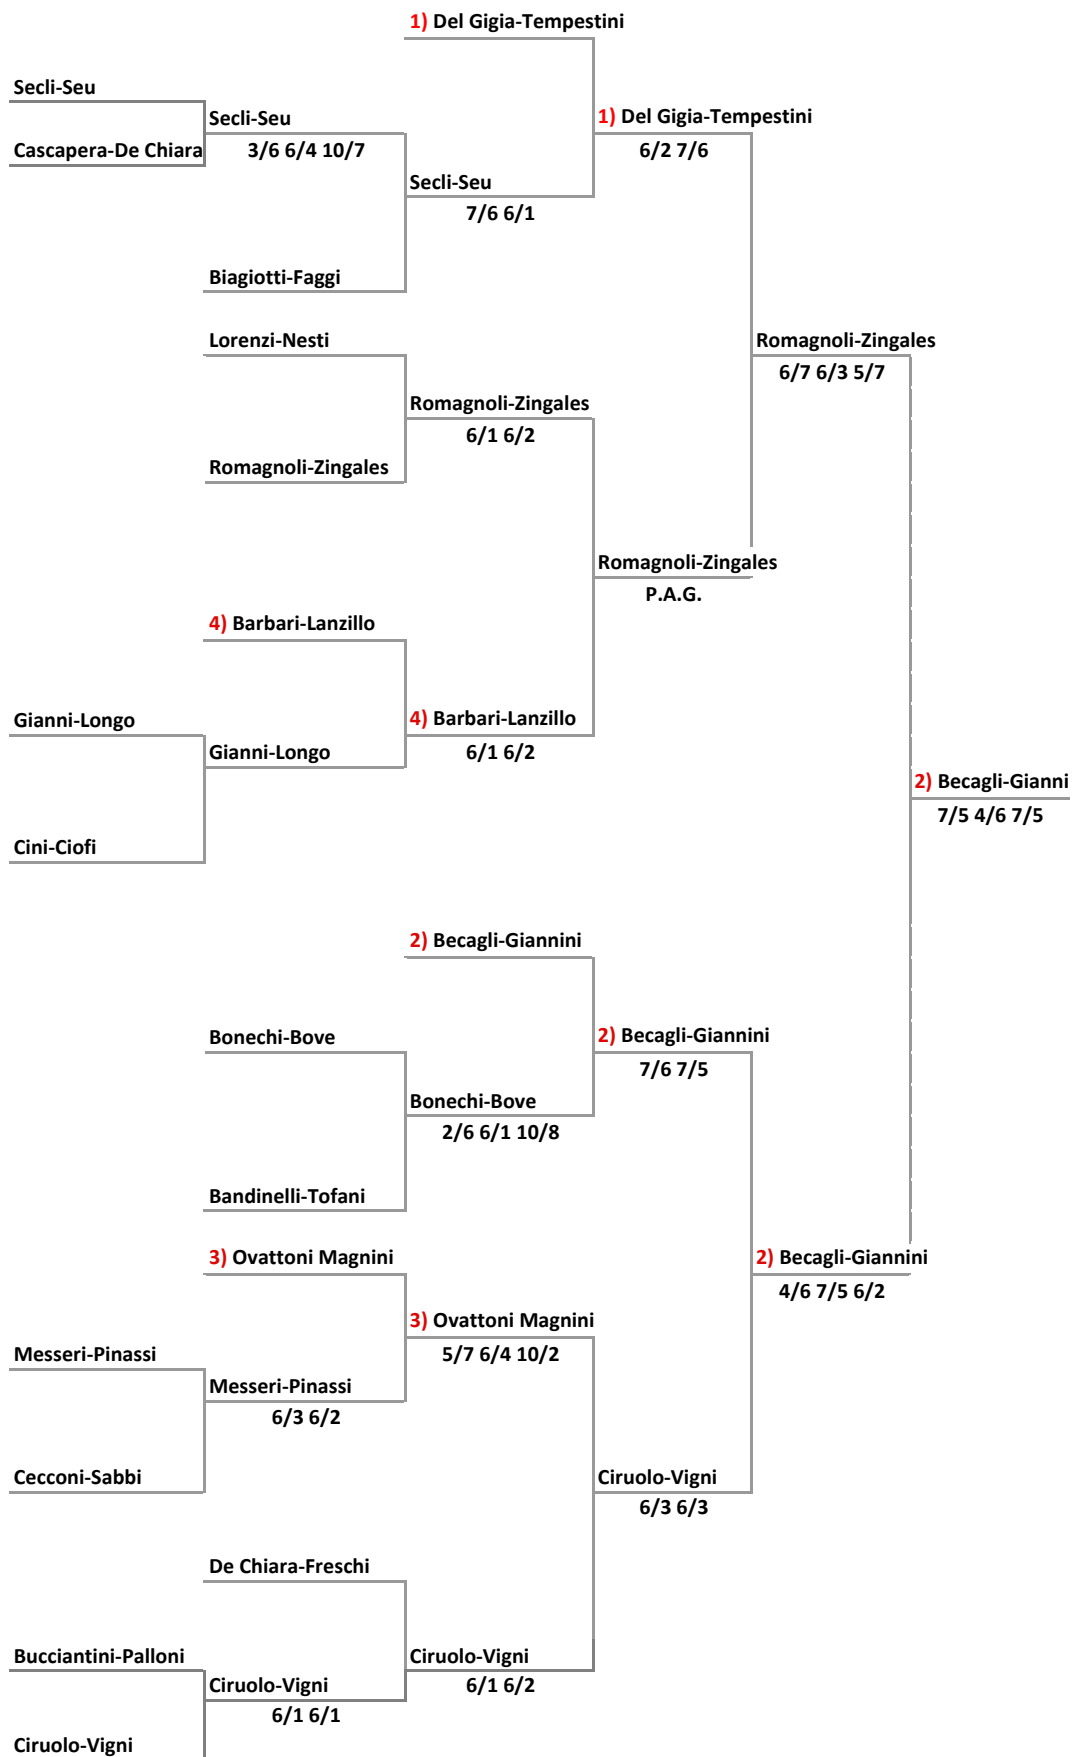 1) Del Gigia-Tempestini
Secli-Seu
Secli-Seu
1) Del Gigia-Tempestini
Cascapera-De Chiara
3/6 6/4 10/7
6/2 7/6
Secli-Seu
7/6 6/1
Biagiotti-Faggi
Lorenzi-Nesti
Romagnoli-Zingales
6/7 6/3 5/7
Romagnoli-Zingales
6/1 6/2
Romagnoli-Zingales
Romagnoli-Zingales
P.A.G.
4) Barbari-Lanzillo
Gianni-Longo
4) Barbari-Lanzillo
Gianni-Longo
6/1 6/2
2) Becagli-Gianni
7/5 4/6 7/5
Cini-Ciofi
2) Becagli-Giannini
Bonechi-Bove
2) Becagli-Giannini
7/6 7/5
Bonechi-Bove
2/6 6/1 10/8
Bandinelli-Tofani
3) Ovattoni Magnini
2) Becagli-Giannini
4/6 7/5 6/2
3) Ovattoni Magnini
Messeri-Pinassi
5/7 6/4 10/2
Messeri-Pinassi
6/3 6/2
Cecconi-Sabbi
Ciruolo-Vigni
6/3 6/3
De Chiara-Freschi
Bucciantini-Palloni
Ciruolo-Vigni
Ciruolo-Vigni
6/1 6/2
6/1 6/1
Ciruolo-Vigni